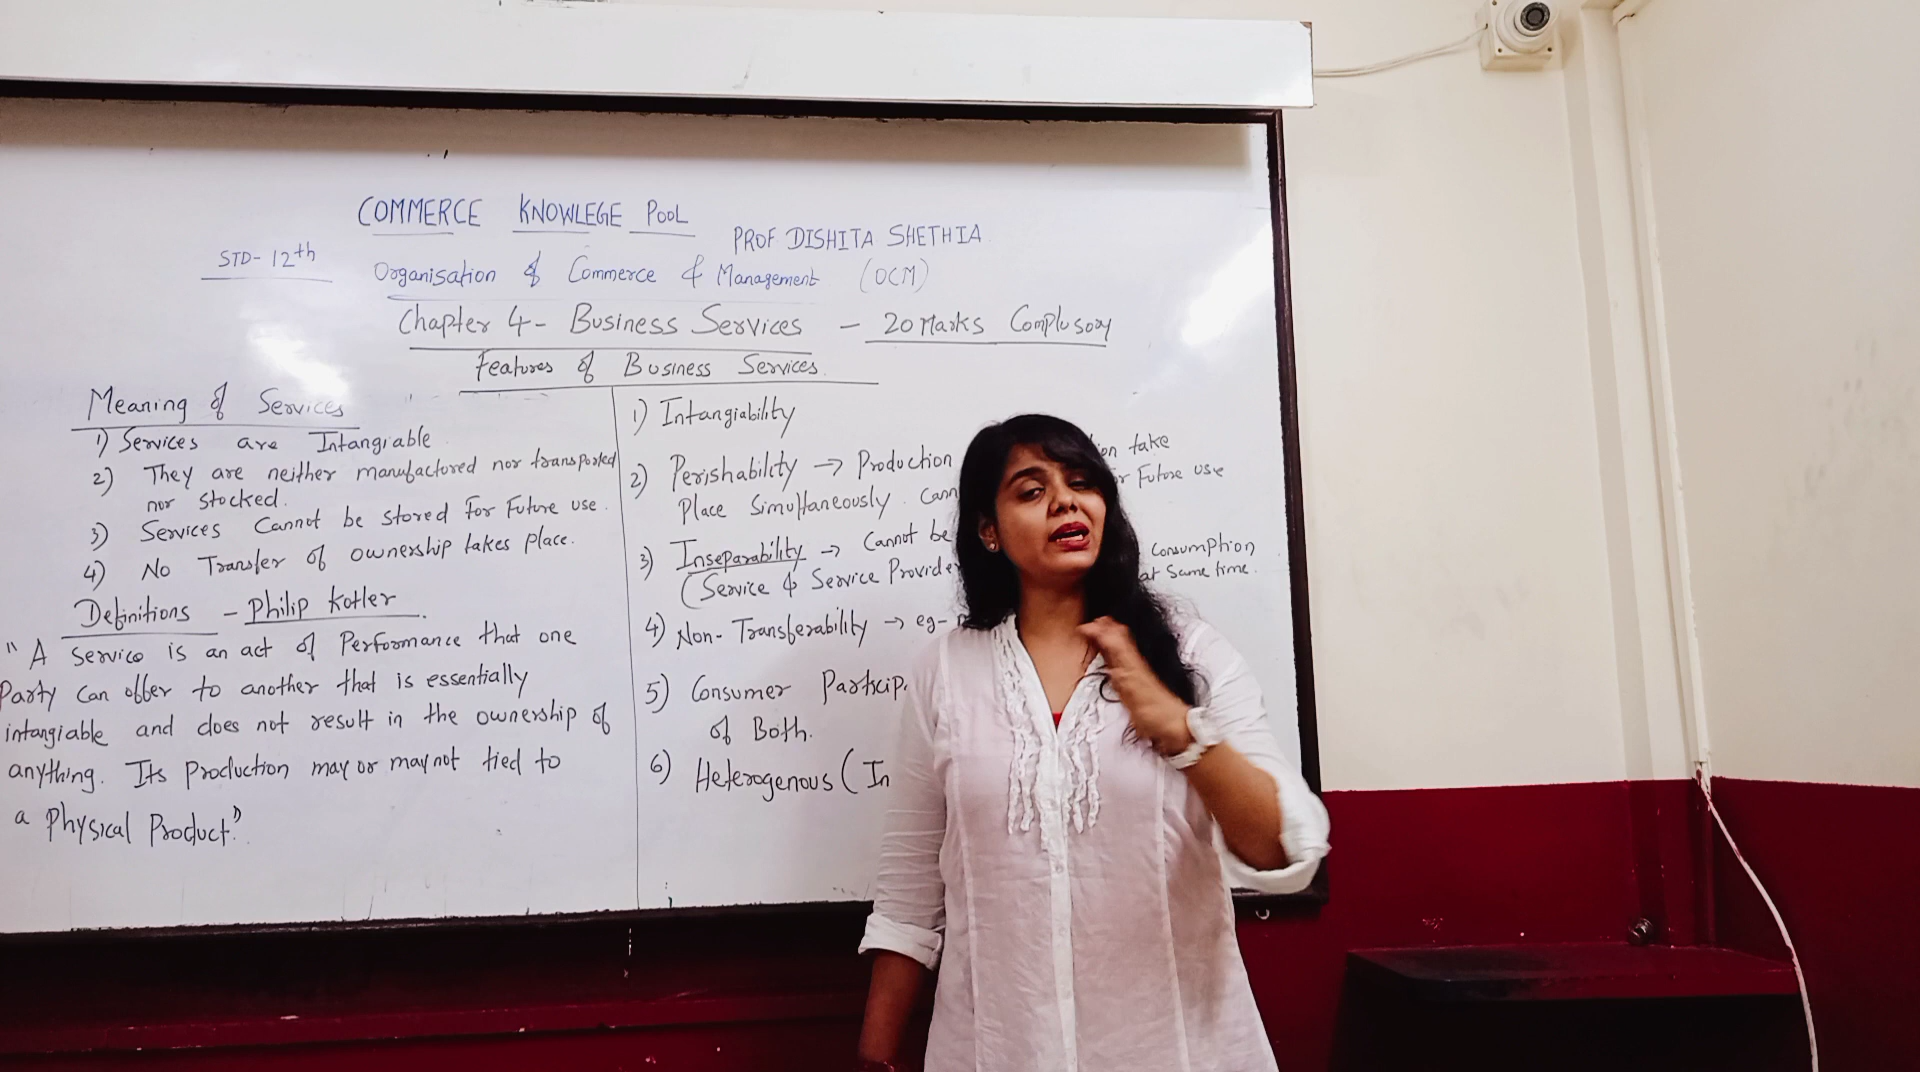 COMMERCE KNOWLEGE POOL
PROF DISHITA SHETHIA
STD- 12th
Organisation of Commerce & Management (OCM)
Chapter 4- Business Services - 20 Marks Complusory
Features of Business Services
Meaning of Services
1) Services are Intangiable
2) They are neither manufactured nor transported
nor stocked.
3) Services Cannot be stored for Future use.
4) No Transfer of ownership takes place.
Definitions - Philip Kotler
"A Service is an act of Performance that one
Party can offer to another that is essentially
intangiable and does not result in the ownership of
anything. Its Production may or may not tied to
a Physical Product."
1) Intangiability
2) Perishability → Production take
Place Simultaneously. Future use
3) Inseparability → Cannot be Consumption
(Service & Service Provider at Same time.
4) Non-Transferability → eg-
5) Consumer
of Both.
6) Heterogenous (In